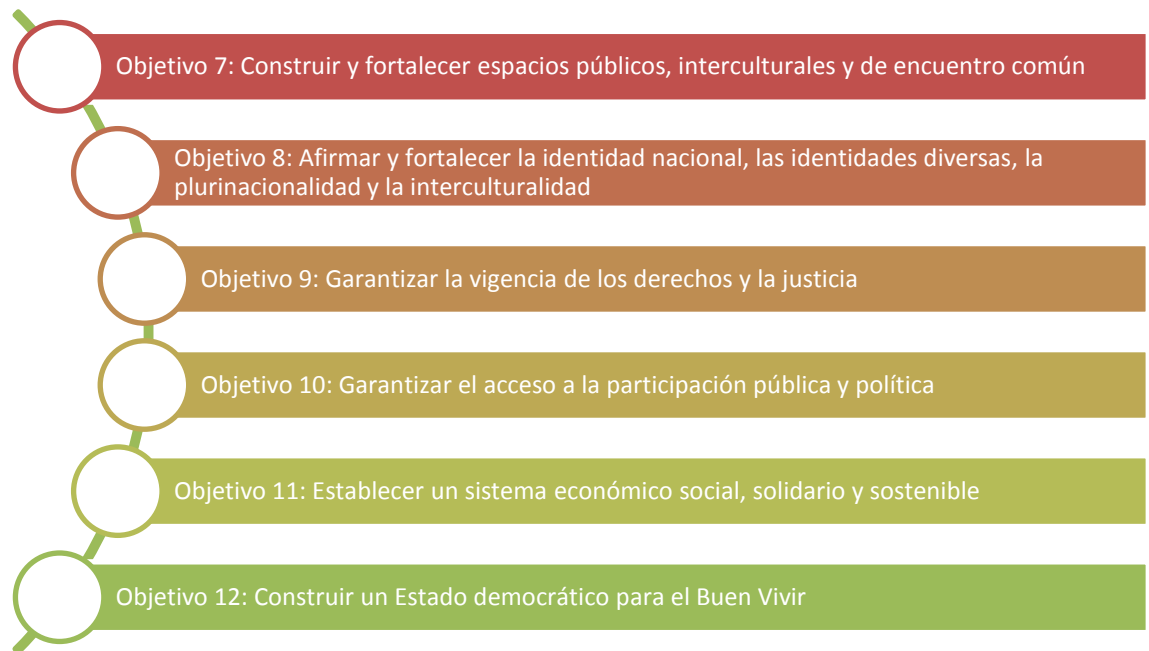 Objetivo 7: Construir y fortalecer espacios públicos, interculturales y de encuentro común
Objetivo 8: Afirmar y fortalecer la identidad nacional, las identidades diversas, la
plurinacionalidad y la interculturalidad
Objetivo 9: Garantizar la vigencia de los derechos y la justicia
Objetivo 10: Garantizar el acceso a la participación pública y política
Objetivo 11: Establecer un sistema económico social, solidario y sostenible
Objetivo 12: Construir un Estado democrático para el Buen Vivir